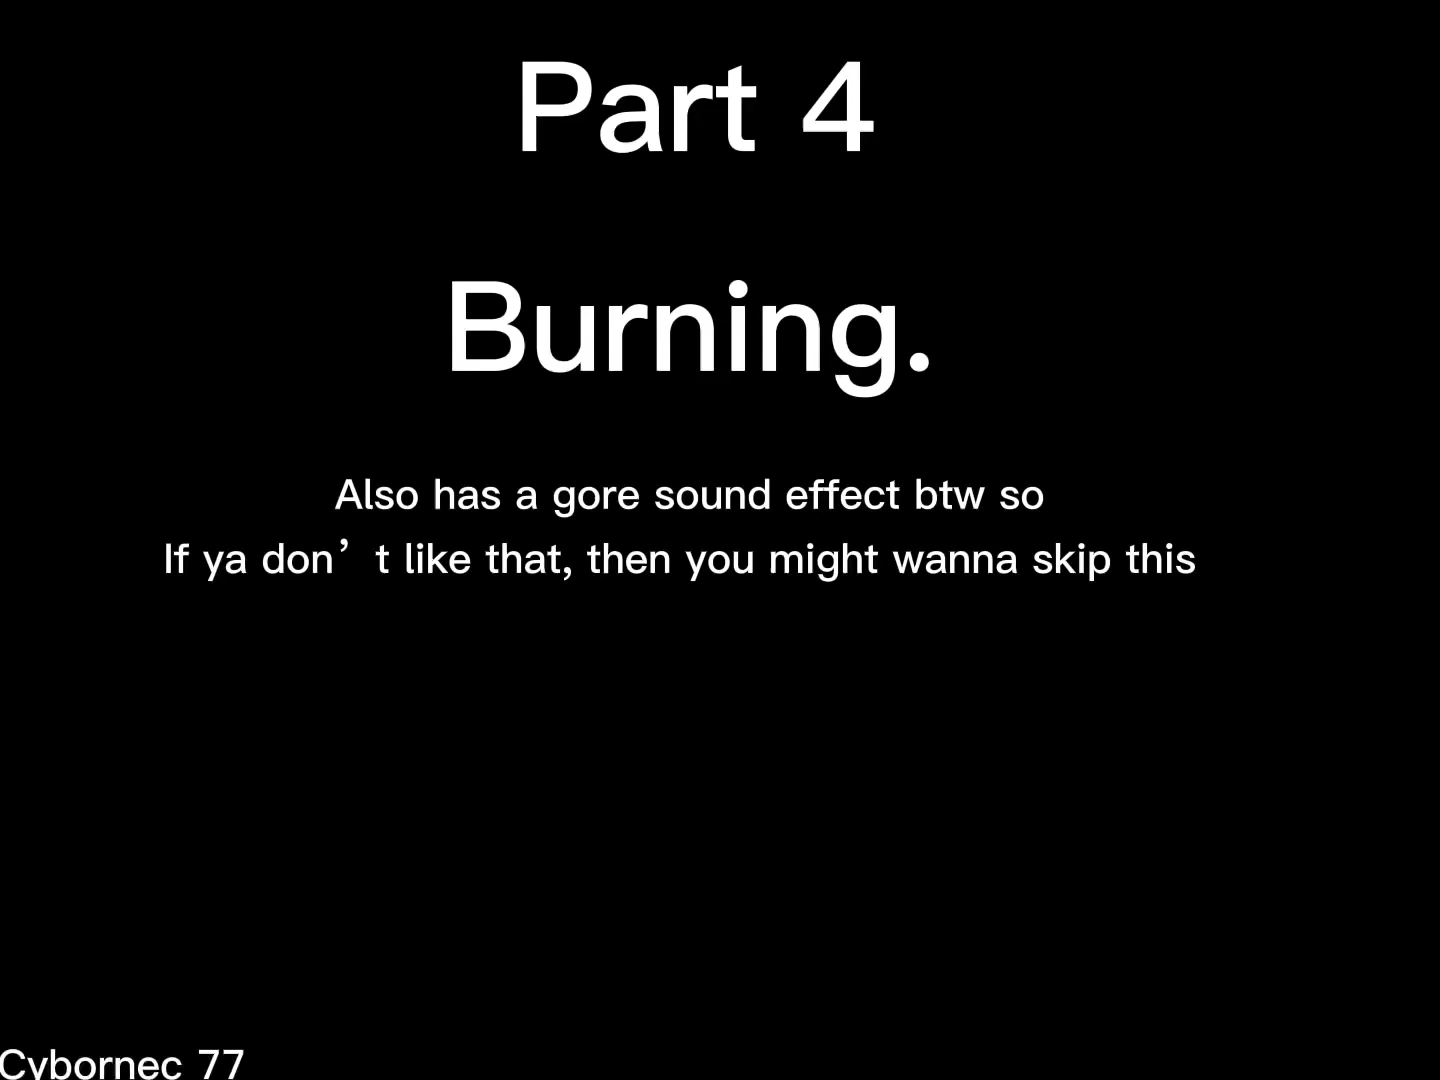 Part 4
Burning.
Also has a gore sound effect btw so
If ya don’t like that, then you might wanna skip this
Cybornec 77